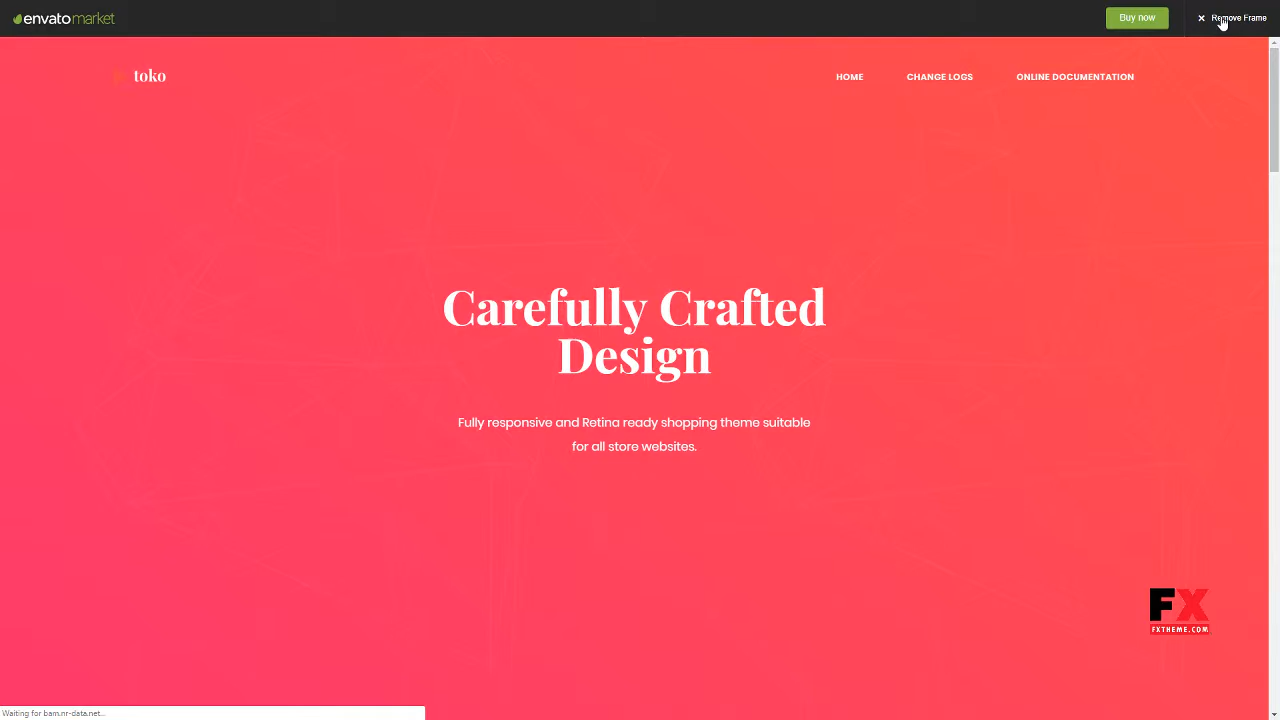 envatomarket
Buy now
× Remove Frame
toko
HOME
CHANGE LOGS
ONLINE DOCUMENTATION
Carefully Crafted
Design
Fully responsive and Retina ready shopping theme suitable
for all store websites.
FX
FXTHEME.COM
Waiting for bam.nr-data.net...